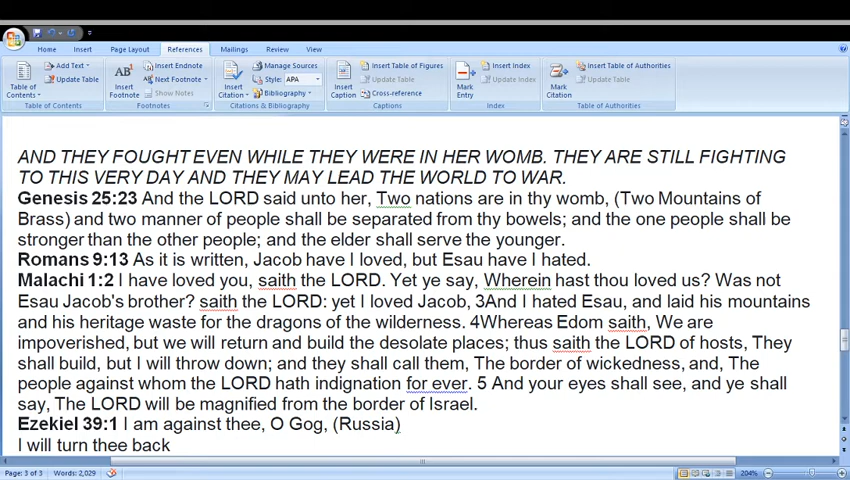 Home Insert Page Layout References Mailings Review View
Add Text Insert Endnote Manage Sources Insert Table of Figures Insert Index Insert Table of Authorities
AB1 Next Footnote Style: APA Update Table Update Index Update Table
Table of Contents Update Table Insert Footnote Show Notes Insert Citation Bibliography Insert Caption Cross-reference Mark Entry Mark Citation
Table of Contents Footnotes Citations & Bibliography Captions Index Table of Authorities
AND THEY FOUGHT EVEN WHILE THEY WERE IN HER WOMB. THEY ARE STILL FIGHTING
TO THIS VERY DAY AND THEY MAY LEAD THE WORLD TO WAR.
Genesis 25:23 And the LORD said unto her, Two nations are in thy womb, (Two Mountains of
Brass) and two manner of people shall be separated from thy bowels; and the one people shall be
stronger than the other people; and the elder shall serve the younger.
Romans 9:13 As it is written, Jacob have I loved, but Esau have I hated.
Malachi 1:2 I have loved you, saith the LORD. Yet ye say, Wherein hast thou loved us? Was not
Esau Jacob's brother? saith the LORD: yet I loved Jacob, 3And I hated Esau, and laid his mountains
and his heritage waste for the dragons of the wilderness. 4Whereas Edom saith, We are
impoverished, but we will return and build the desolate places; thus saith the LORD of hosts, They
shall build, but I will throw down; and they shall call them, The border of wickedness, and, The
people against whom the LORD hath indignation for ever. 5 And your eyes shall see, and ye shall
say, The LORD will be magnified from the border of Israel.
Ezekiel 39:1 I am against thee, O Gog, (Russia)
I will turn thee back
Page: 3 of 3 Words: 2,029 204%